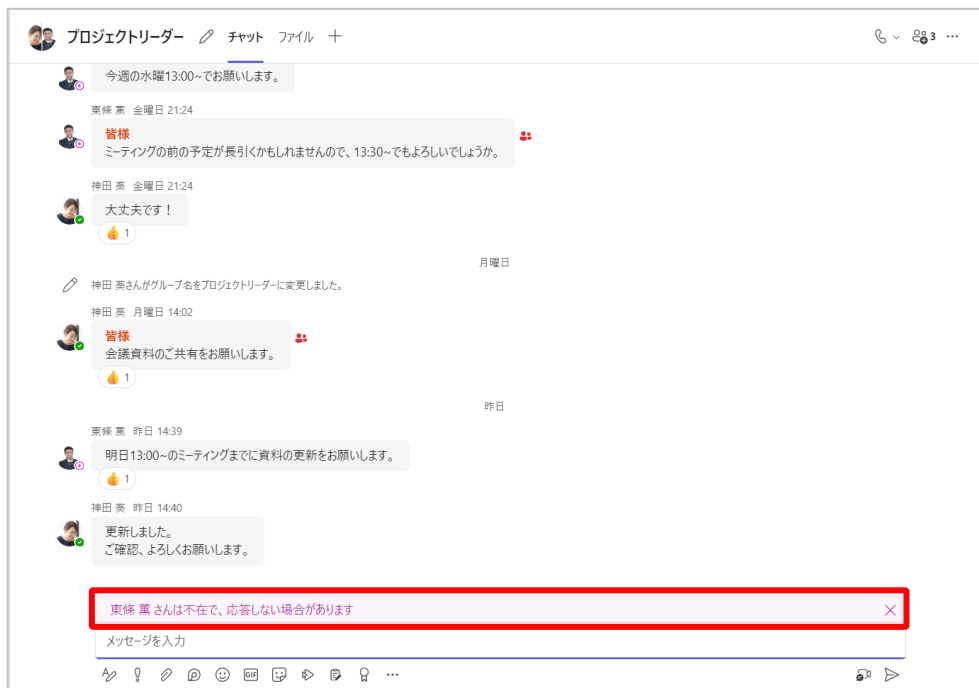 プロジェクトリーダー チャット ファイル 3
今週の水曜13:00~でお願いします。
東條 薫 金曜日 21:24
皆様
ミーティングの前の予定が長引くかもしれませんので、13:30~でもよろしいでしょうか。
神田 葵 金曜日 21:24
大丈夫です！
1
月曜日
神田 葵さんがグループ名をプロジェクトリーダーに変更しました。
神田 葵 月曜日 14:02
皆様
会議資料のご共有をお願いします。
1
昨日
東條 薫 昨日 14:39
明日13:00~のミーティングまでに資料の更新をお願いします。
1
神田 葵 昨日 14:40
更新しました。
ご確認、よろしくお願いします。
東條 薫 さんは不在で、応答しない場合があります
メッセージを入力
GIF